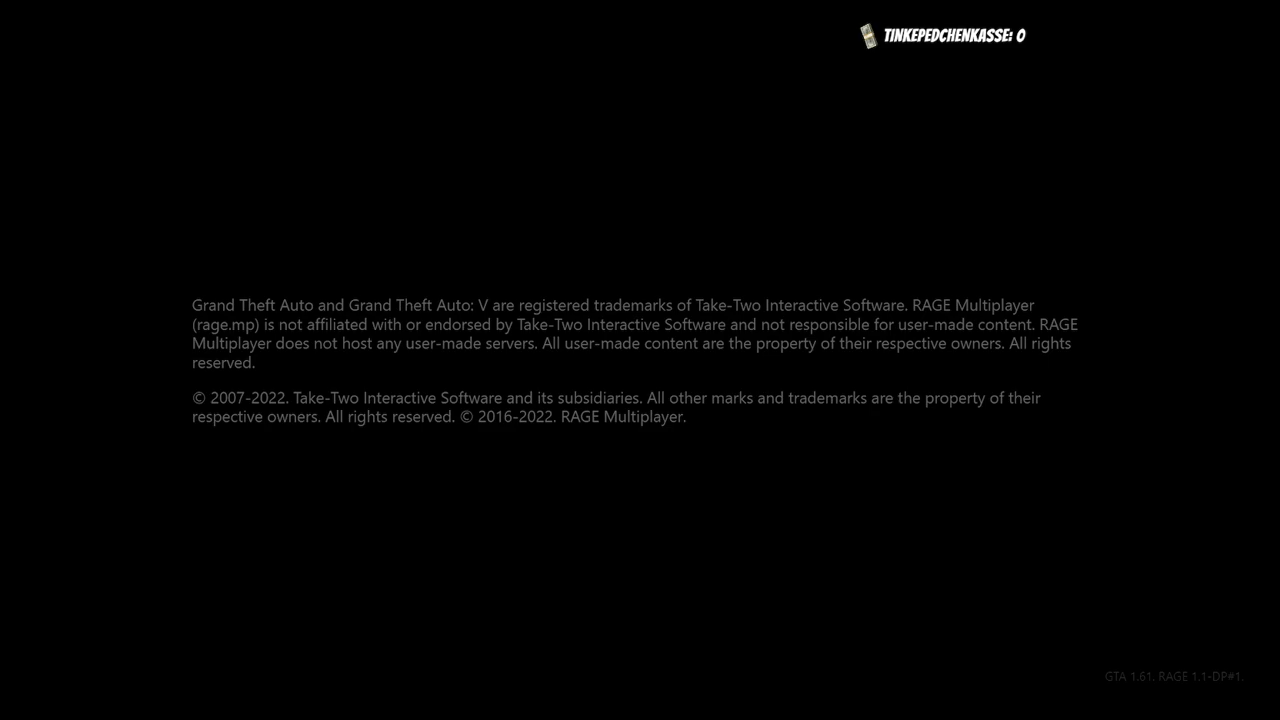 TINKEPEDCHENKASSE: 0
Grand Theft Auto and Grand Theft Auto: V are registered trademarks of Take-Two Interactive Software. RAGE Multiplayer
(rage.mp) is not affiliated with or endorsed by Take-Two Interactive Software and not responsible for user-made content. RAGE
Multiplayer does not host any user-made servers. All user-made content are the property of their respective owners. All rights
reserved.
© 2007-2022. Take-Two Interactive Software and its subsidiaries. All other marks and trademarks are the property of their
respective owners. All rights reserved. © 2016-2022. RAGE Multiplayer.
GTA 1.61. RAGE 1.1-DP#1.